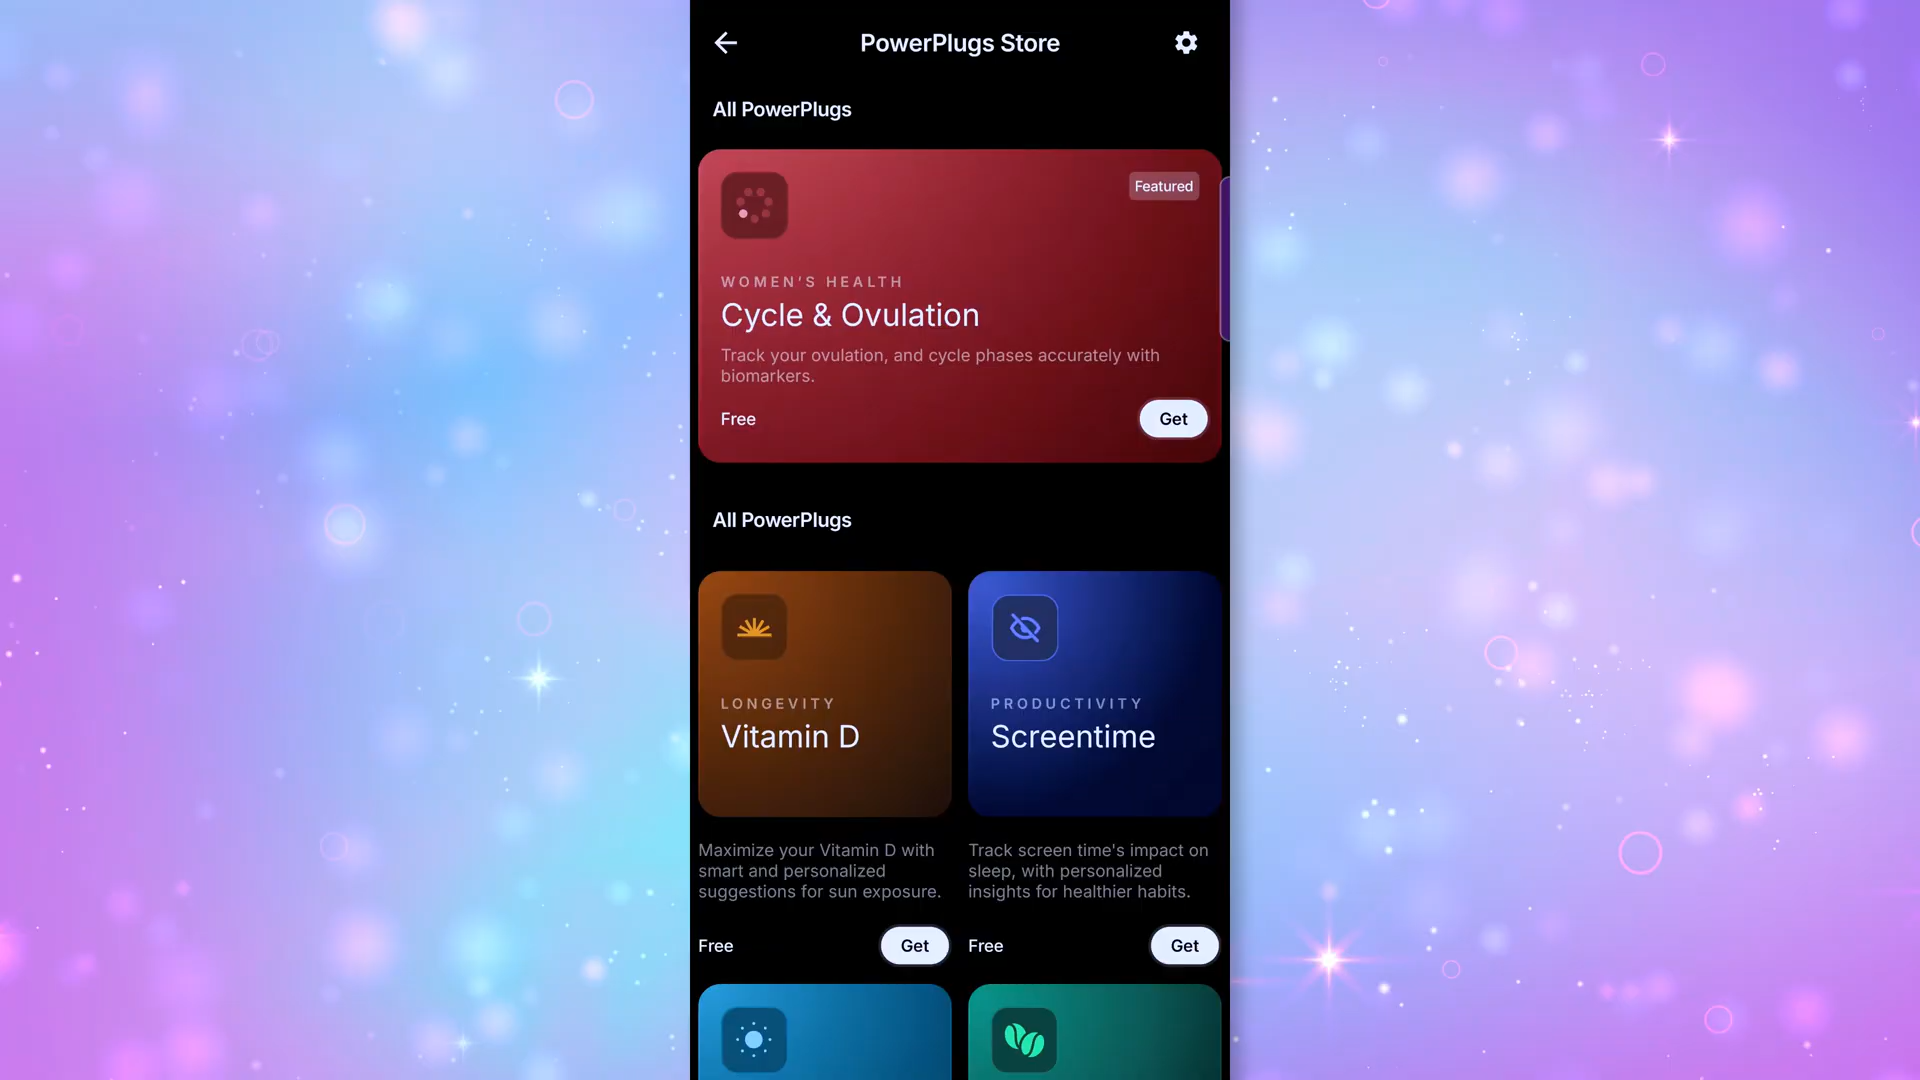 PowerPlugs Store
All PowerPlugs
Featured
WOMEN'S HEALTH
Cycle & Ovulation
Track your ovulation, and cycle phases accurately with
biomarkers.
Free
Get
All PowerPlugs
LONGEVITY
Vitamin D
Maximize your Vitamin D with
smart and personalized
suggestions for sun exposure.
Free
Get
PRODUCTIVITY
Screentime
Track screen time's impact on
sleep, with personalized
insights for healthier habits.
Free
Get